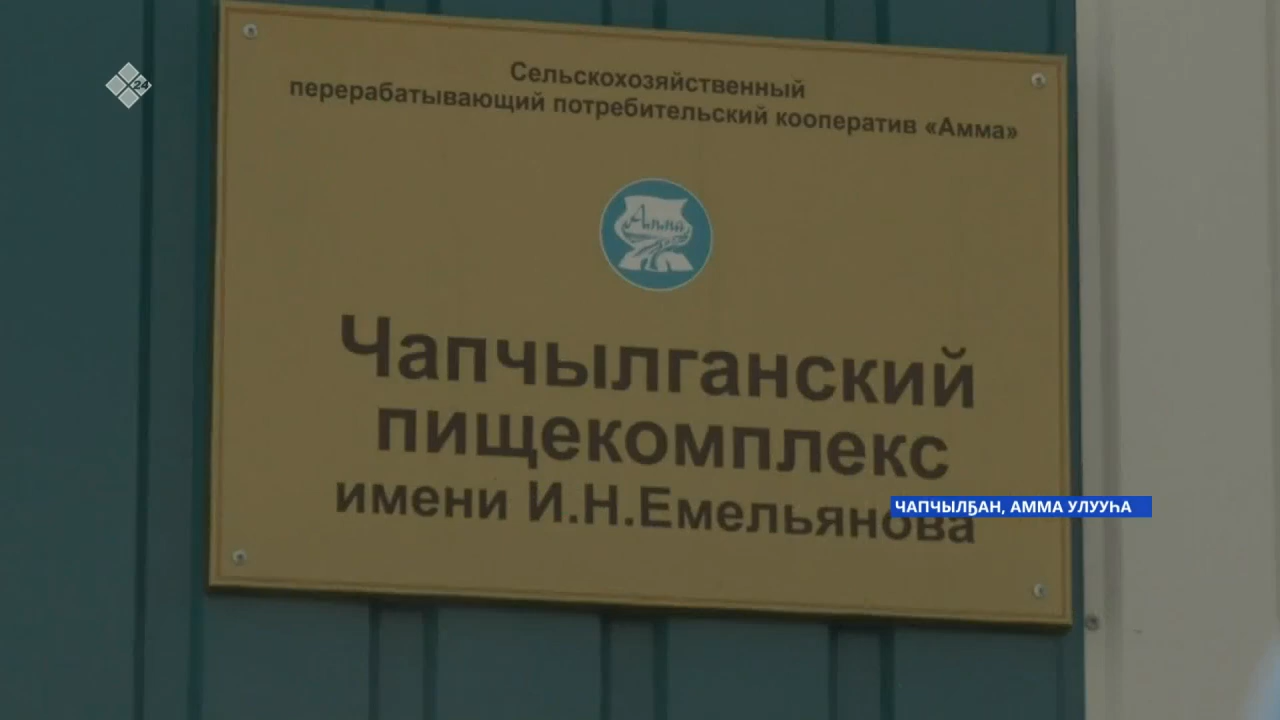 24
Сельскохозяйственный
перерабатывающий потребительский кооператив «Амма»
Амма
Чапчылганский
пищекомплекс
имени И.Н.Емельянова
ЧАПЧЫЛҔАН, АММА УЛУУҺА